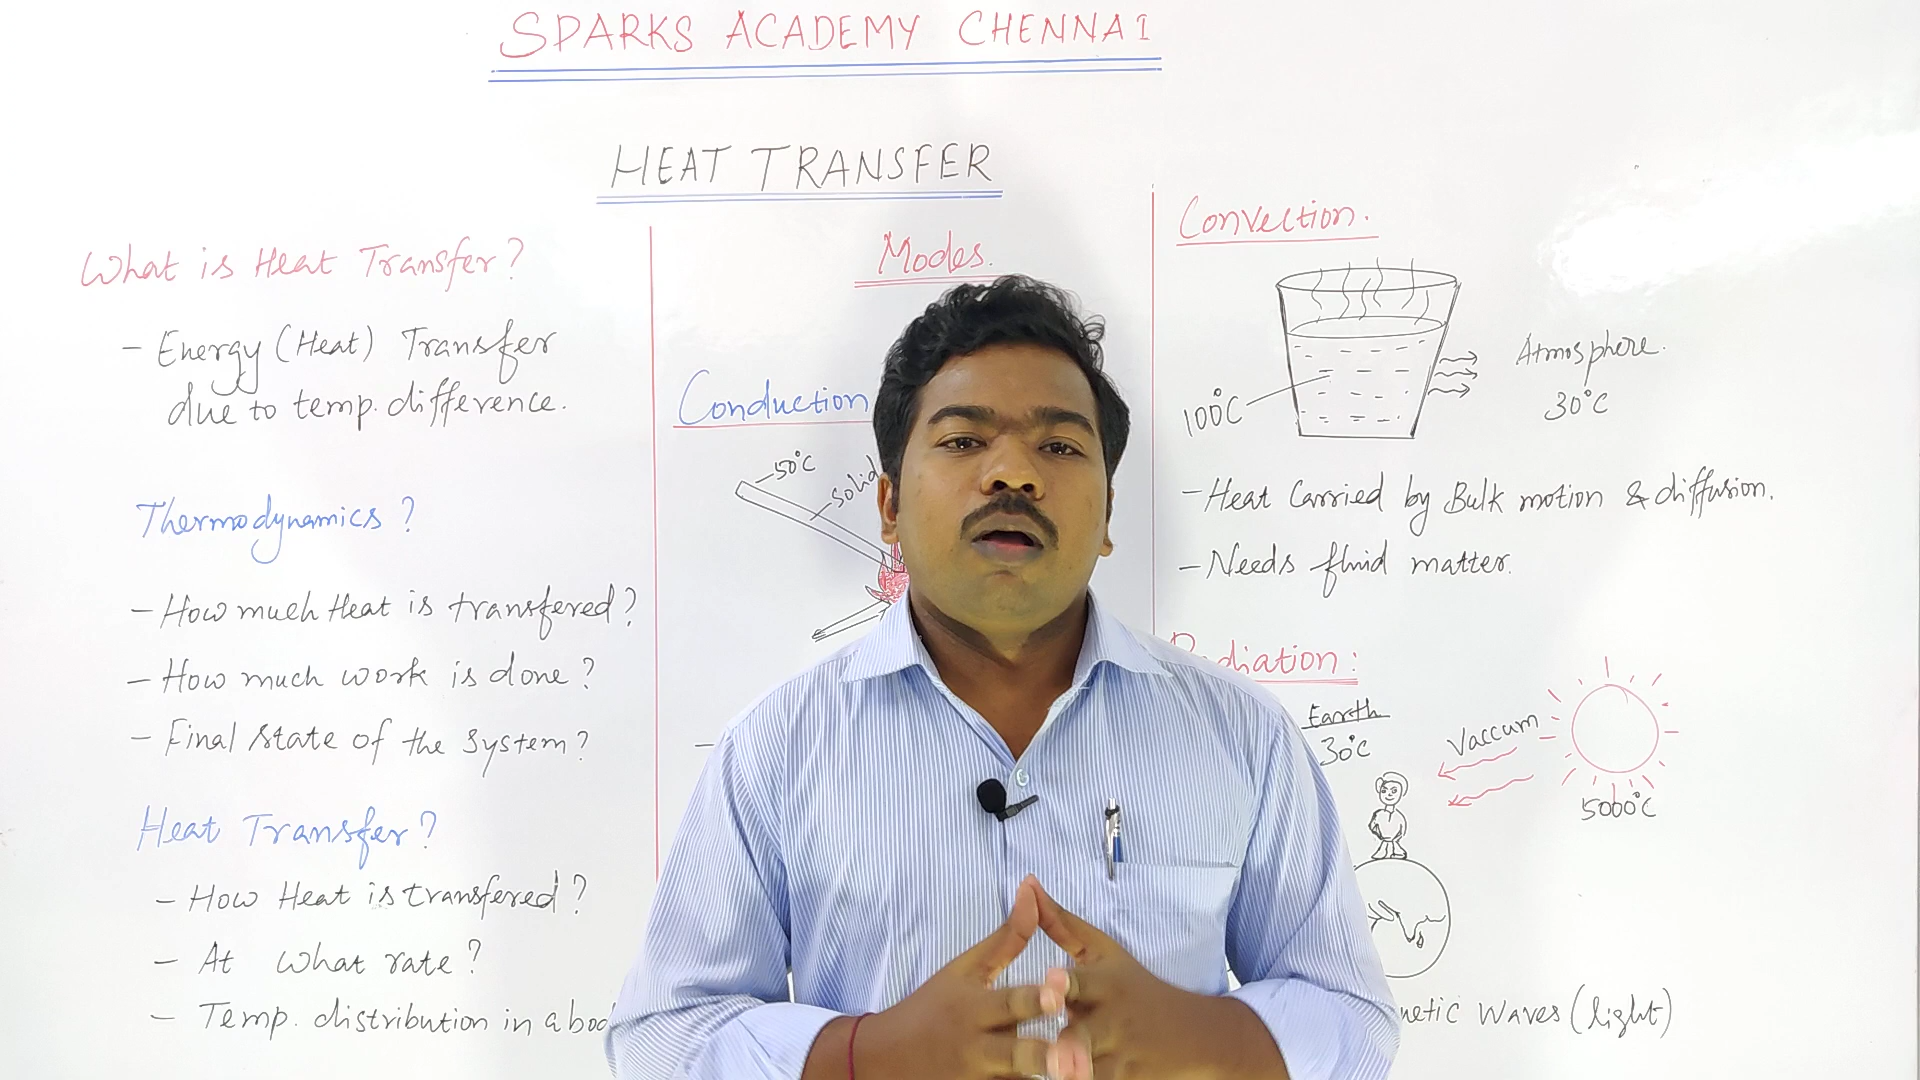 SPARKS ACADEMY CHENNAI
HEAT TRANSFER
What is Heat Transfer?
- Energy (Heat) Transfer
due to temp. difference.
Thermodynamics?
- How much Heat is transfered?
- How much work is done?
- Final state of the System?
Heat Transfer?
- How Heat is transfered?
- At what rate?
- Temp. distribution in a
Modes.
Conduction
50°C
Solid
Convection.
100°C
Atmosphere.
30°C
- Heat Carried by Bulk motion & diffusion.
- Needs fluid matter.
Radiation:
Earth
30°C
Vaccum
5000°C
Waves (light)